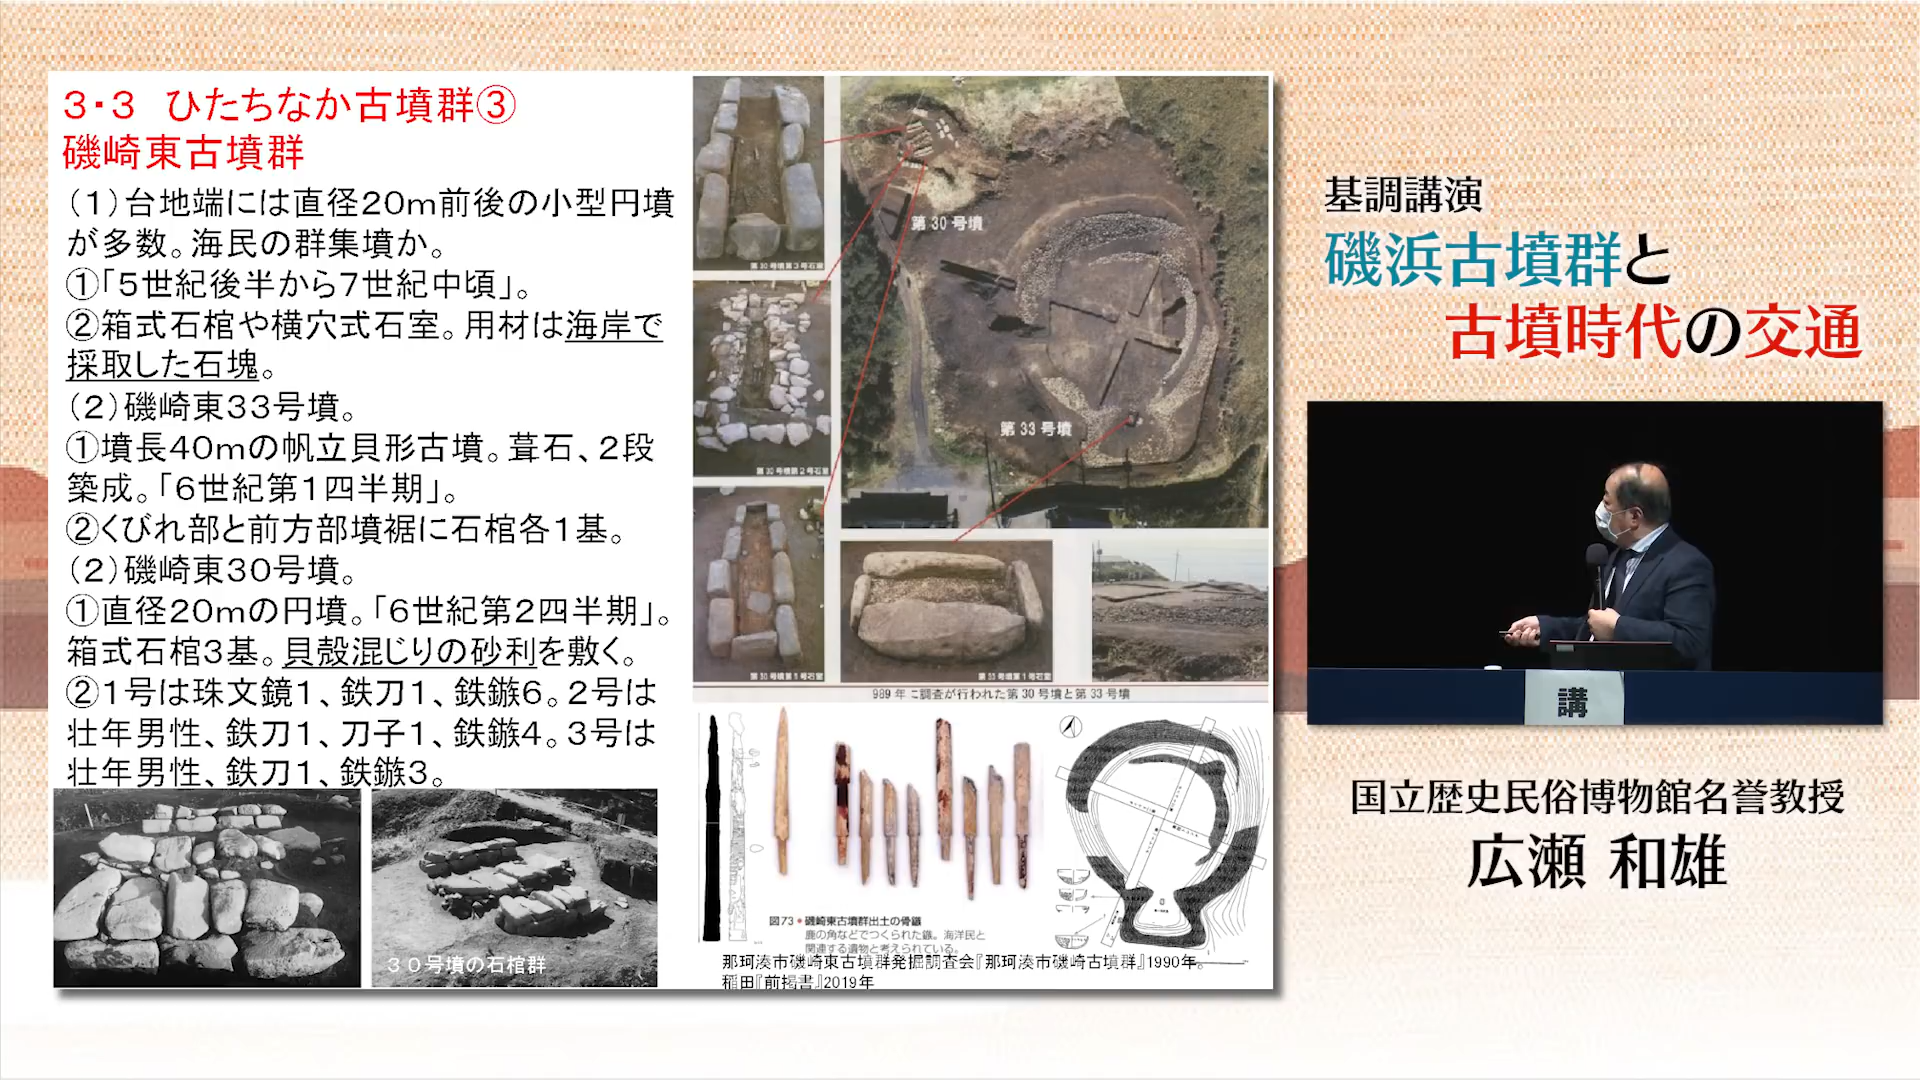 3・3　ひたちなか古墳群③
磯崎東古墳群
(1)台地端には直径20m前後の小型円墳
が多数。海民の群集墳か。
①「5世紀後半から7世紀中頃」。
②箱式石棺や横穴式石室。用材は海岸で
採取した石塊。
(2)磯崎東33号墳。
①墳長40mの帆立貝形古墳。葺石、2段
築成。「6世紀第1四半期」。
②くびれ部と前方部墳裾に石棺各1基。
(2)磯崎東30号墳。
①直径20mの円墳。「6世紀第2四半期」。
箱式石棺3基。貝殻混じりの砂利を敷く。
②1号は珠文鏡1、鉄刀1、鉄鏃6。2号は
壮年男性、鉄刀1、刀子1、鉄鏃4。3号は
壮年男性、鉄刀1、鉄鏃3。
30号墳の石棺群
第30号墳第3号石室
第30号墳第2号石室
第30号墳第1号石室
第30号墳
第33号墳
第33号墳第1号石室
989年に調査が行われた第30号墳と第33号墳
図73●磯崎東古墳群出土の骨鏃
鹿の角などでつくられた鏃。海洋民と
関連する遺物と考えられている。
那珂湊市磯崎東古墳群発掘調査会『那珂湊市磯崎古墳群』1990年。
稲田『前掲書』2019年
基調講演
磯浜古墳群と
古墳時代の交通
講
国立歴史民俗博物館名誉教授
広瀬 和雄